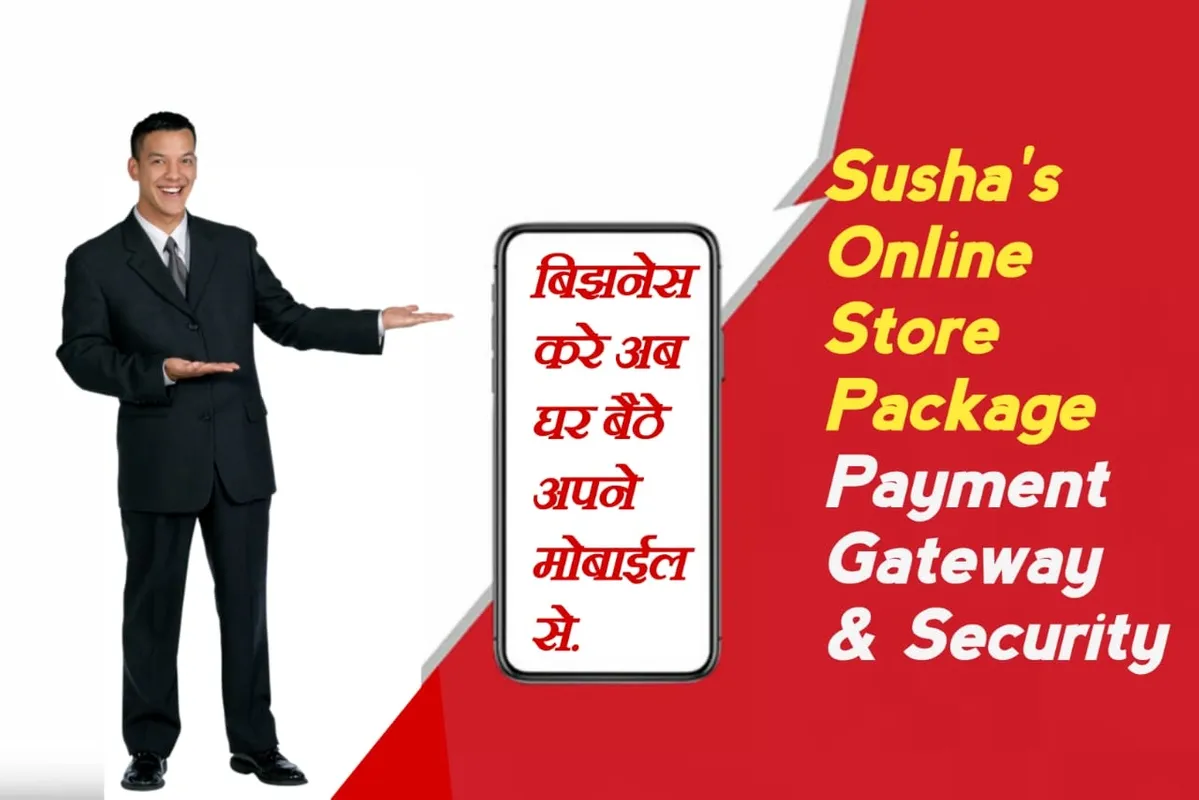 बिझनेस
करे अब
घर बैठे
अपने
मोबाईल
से.
Susha's
Online
Store
Package
Payment
Gateway
& Security